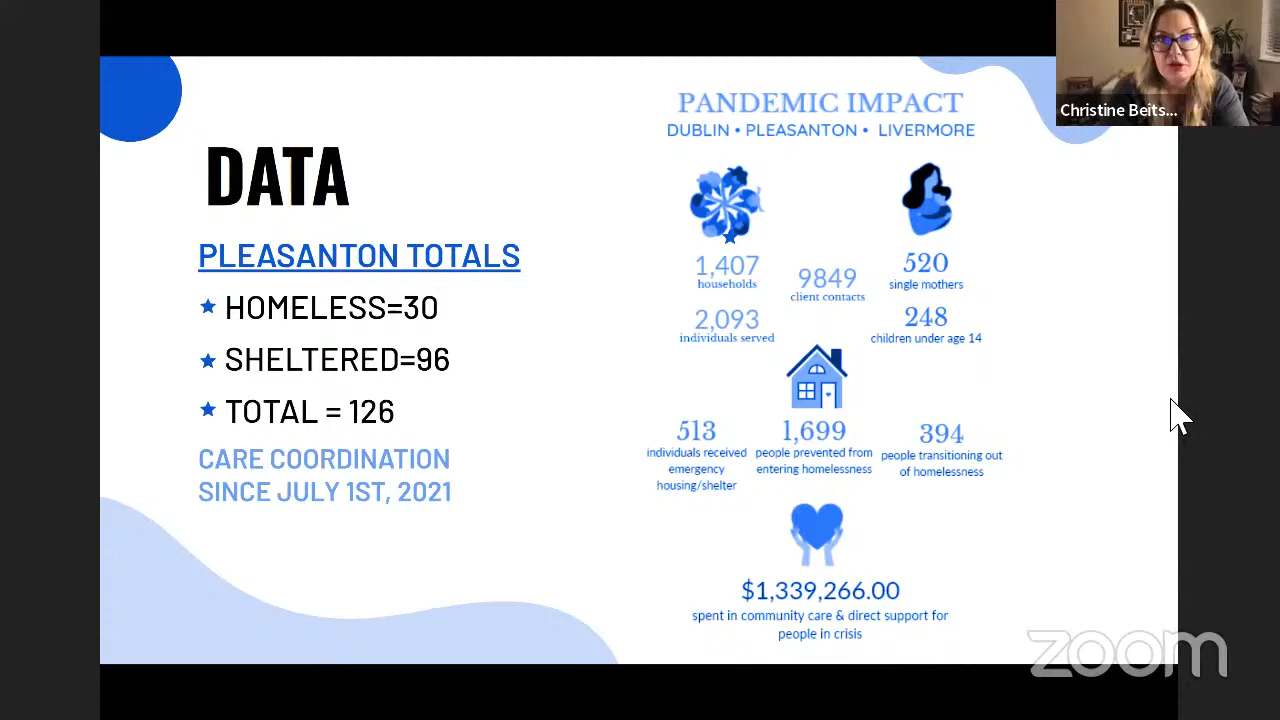 DATA
PLEASANTON TOTALS
HOMELESS=30
SHELTERED=96
TOTAL = 126
CARE COORDINATION
SINCE JULY 1ST, 2021
PANDEMIC IMPACT
DUBLIN • PLEASANTON • LIVERMORE
1,407
households
2,093
individuals served
9849
client contacts
520
single mothers
248
children under age 14
513
individuals received
emergency
housing/shelter
1,699
people prevented from
entering homelessness
394
people transitioning out
of homelessness
$1,339,266.00
spent in community care & direct support for
people in crisis
Christine Beits...
zoom